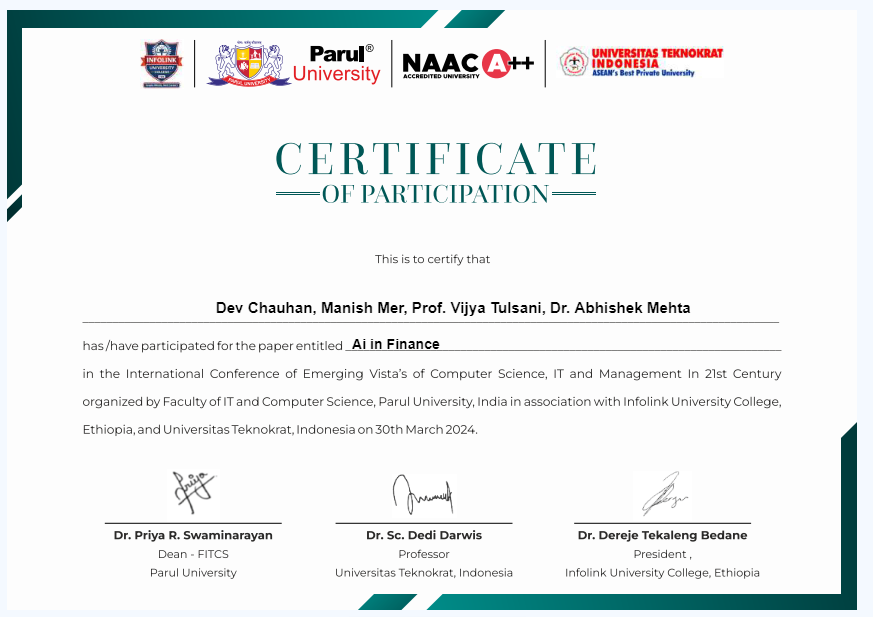 INFOLINK
UNIVERSITY
COLLEGE
PARUL UNIVERSITY
Parul®
University
NAAC A++
ACCREDITED UNIVERSITY
UNIVERSITAS TEKNOKRAT
INDONESIA
ASEAN's Best Private University
CERTIFICATE
OF PARTICIPATION
This is to certify that
Dev Chauhan, Manish Mer, Prof. Vijya Tulsani, Dr. Abhishek Mehta
has /have participated for the paper entitled Ai in Finance
in the International Conference of Emerging Vista's of Computer Science, IT and Management In 21st Century
organized by Faculty of IT and Computer Science, Parul University, India in association with Infolink University College,
Ethiopia, and Universitas Teknokrat, Indonesia on 30th March 2024.
Priya
Dr. Priya R. Swaminarayan
Dean - FITCS
Parul University
Dr. Sc. Dedi Darwis
Professor
Universitas Teknokrat, Indonesia
Dr. Dereje Tekaleng Bedane
President ,
Infolink University College, Ethiopia